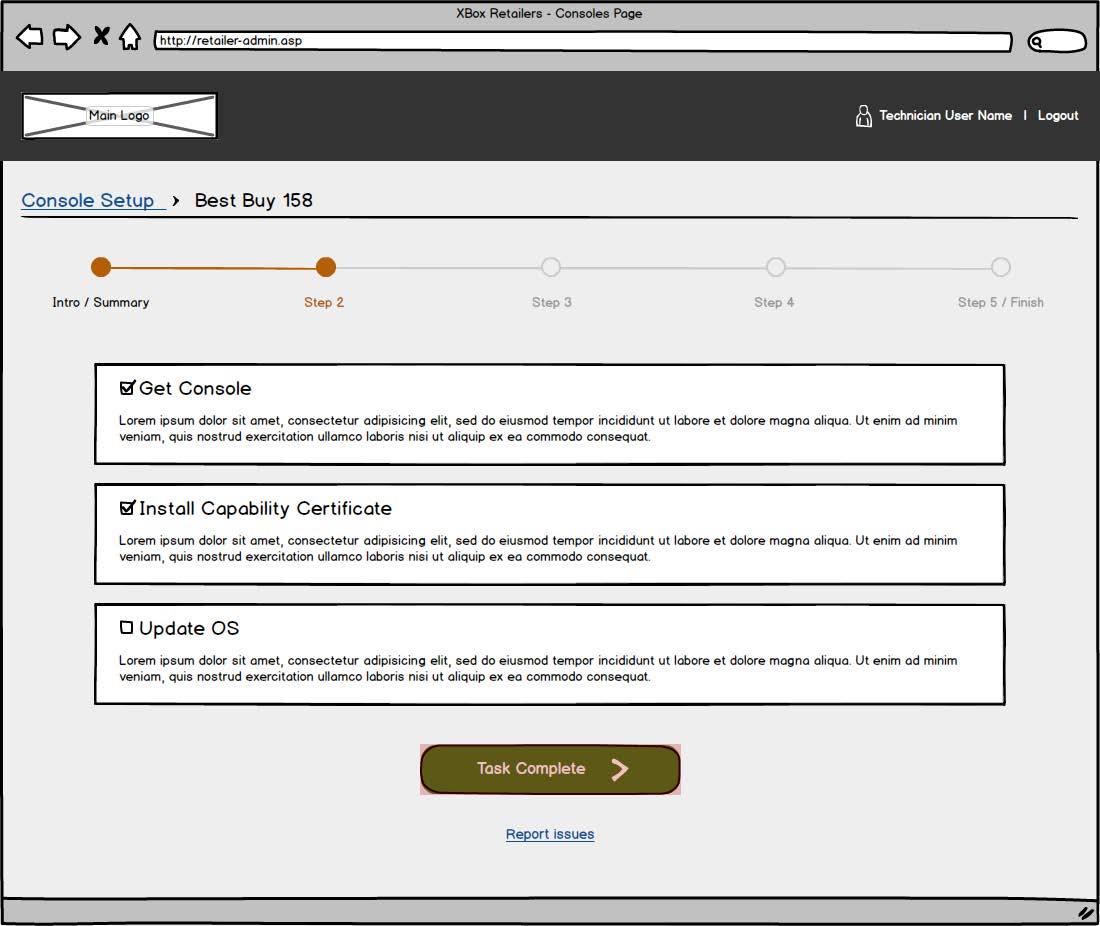 XBox Retailers - Consoles Page
http://retailer-admin.asp
Main Logo
Technician User Name | Logout
Console Setup › Best Buy 158
Intro / Summary
Step 2
Step 3
Step 4
Step 5 / Finish
Get Console
Lorem ipsum dolor sit amet, consectetur adipisicing elit, sed do eiusmod tempor incididunt ut labore et dolore magna aliqua. Ut enim ad minim
veniam, quis nostrud exercitation ullamco laboris nisi ut aliquip ex ea commodo consequat.
Install Capability Certificate
Lorem ipsum dolor sit amet, consectetur adipisicing elit, sed do eiusmod tempor incididunt ut labore et dolore magna aliqua. Ut enim ad minim
veniam, quis nostrud exercitation ullamco laboris nisi ut aliquip ex ea commodo consequat.
Update OS
Lorem ipsum dolor sit amet, consectetur adipisicing elit, sed do eiusmod tempor incididunt ut labore et dolore magna aliqua. Ut enim ad minim
veniam, quis nostrud exercitation ullamco laboris nisi ut aliquip ex ea commodo consequat.
Task Complete
Report issues